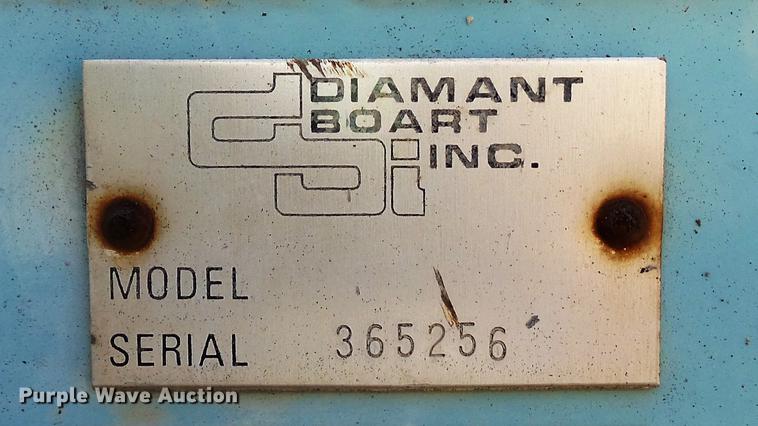 DIAMANT
BOART
INC.
MODEL
SERIAL 365256
Purple Wave Auction